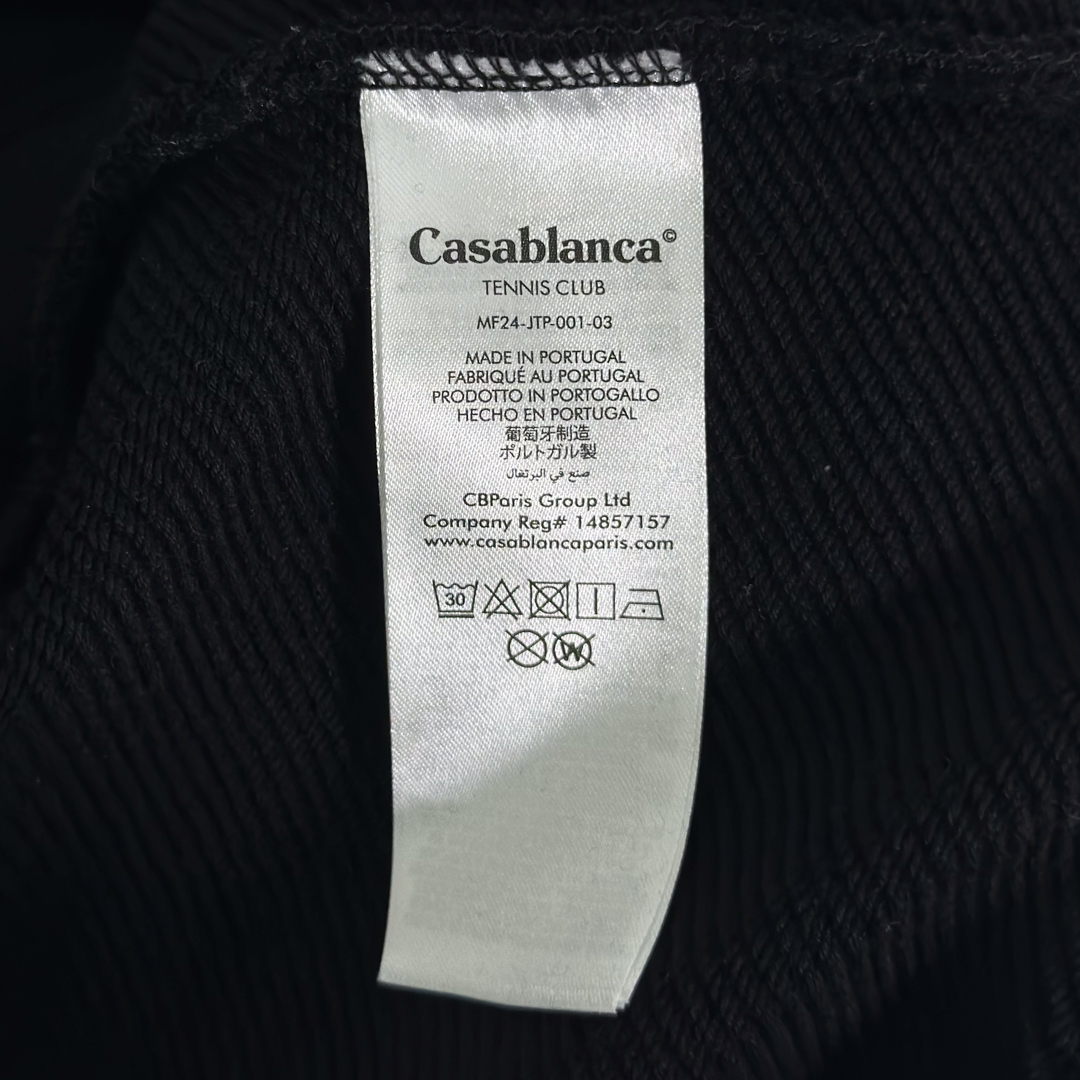 Casablanca©
TENNIS CLUB
MF24-JTP-001-03
MADE IN PORTUGAL
FABRIQUÉ AU PORTUGAL
PRODOTTO IN PORTOGALLO
HECHO EN PORTUGAL
葡萄牙制造
ポルトガル製
صنع في البرتغال
CBParis Group Ltd
Company Reg# 14857157
www.casablancaparis.com
30
W